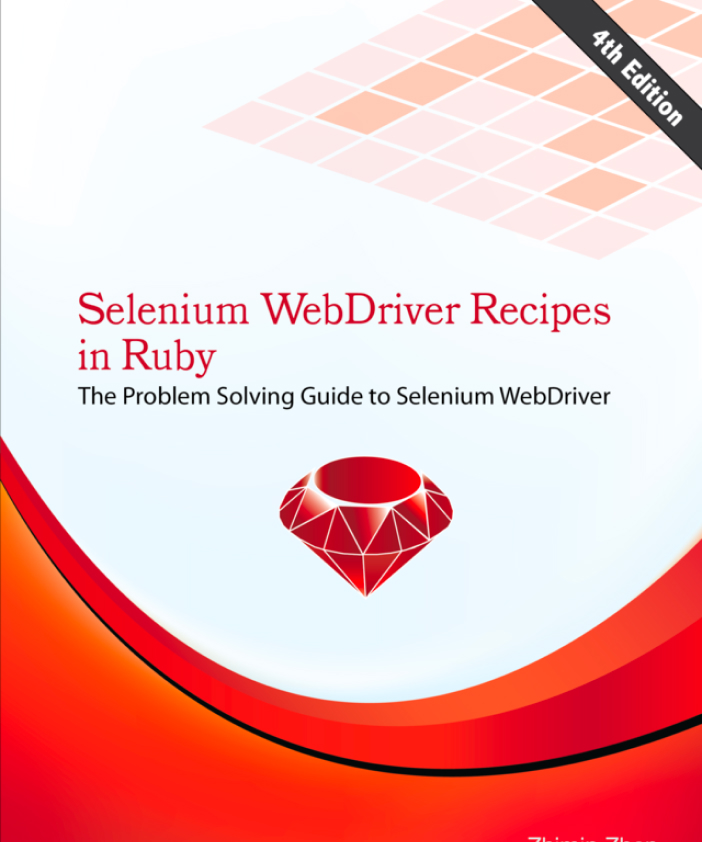 4th Edition
Selenium WebDriver Recipes
in Ruby
The Problem Solving Guide to Selenium WebDriver